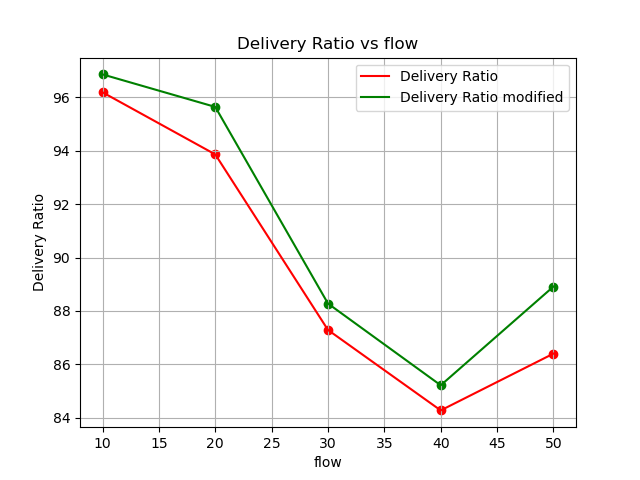 Delivery Ratio vs flow
Delivery Ratio
Delivery Ratio modified
Delivery Ratio
96
94
92
90
88
86
84
10 15 20 25 30 35 40 45 50
flow